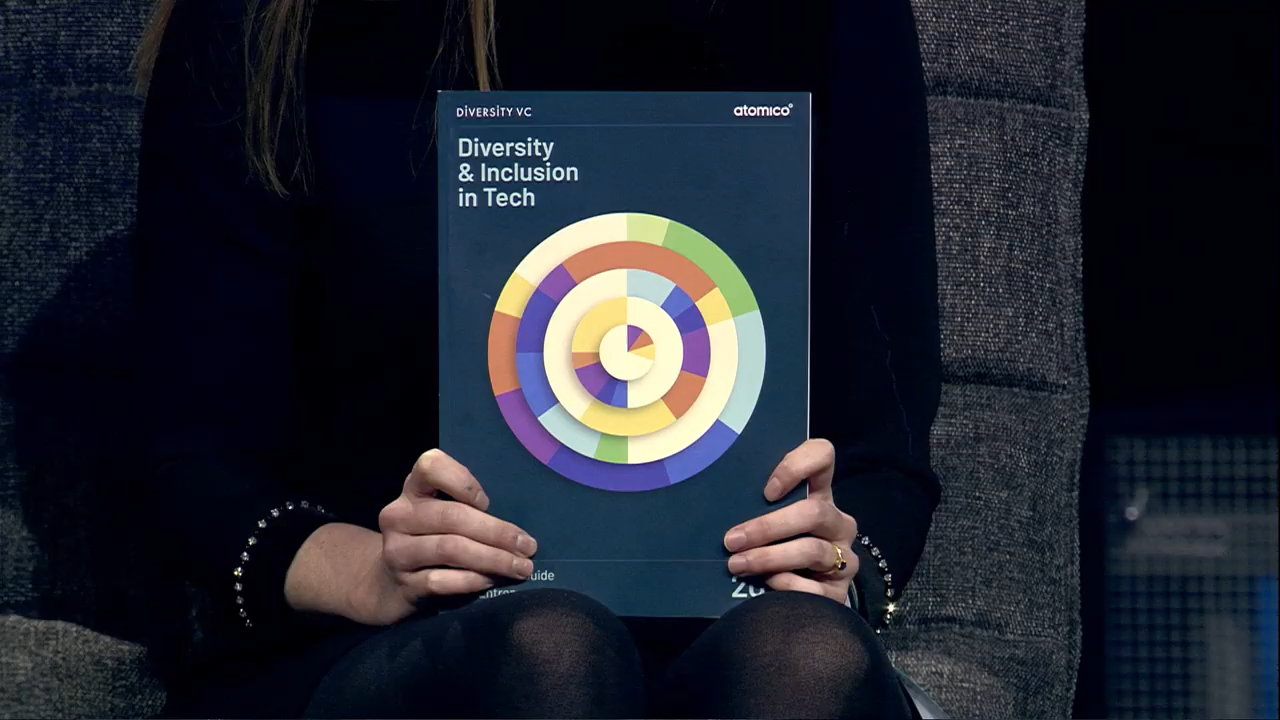 DiVERSiTY VC
atomico°
Diversity
& Inclusion
in Tech